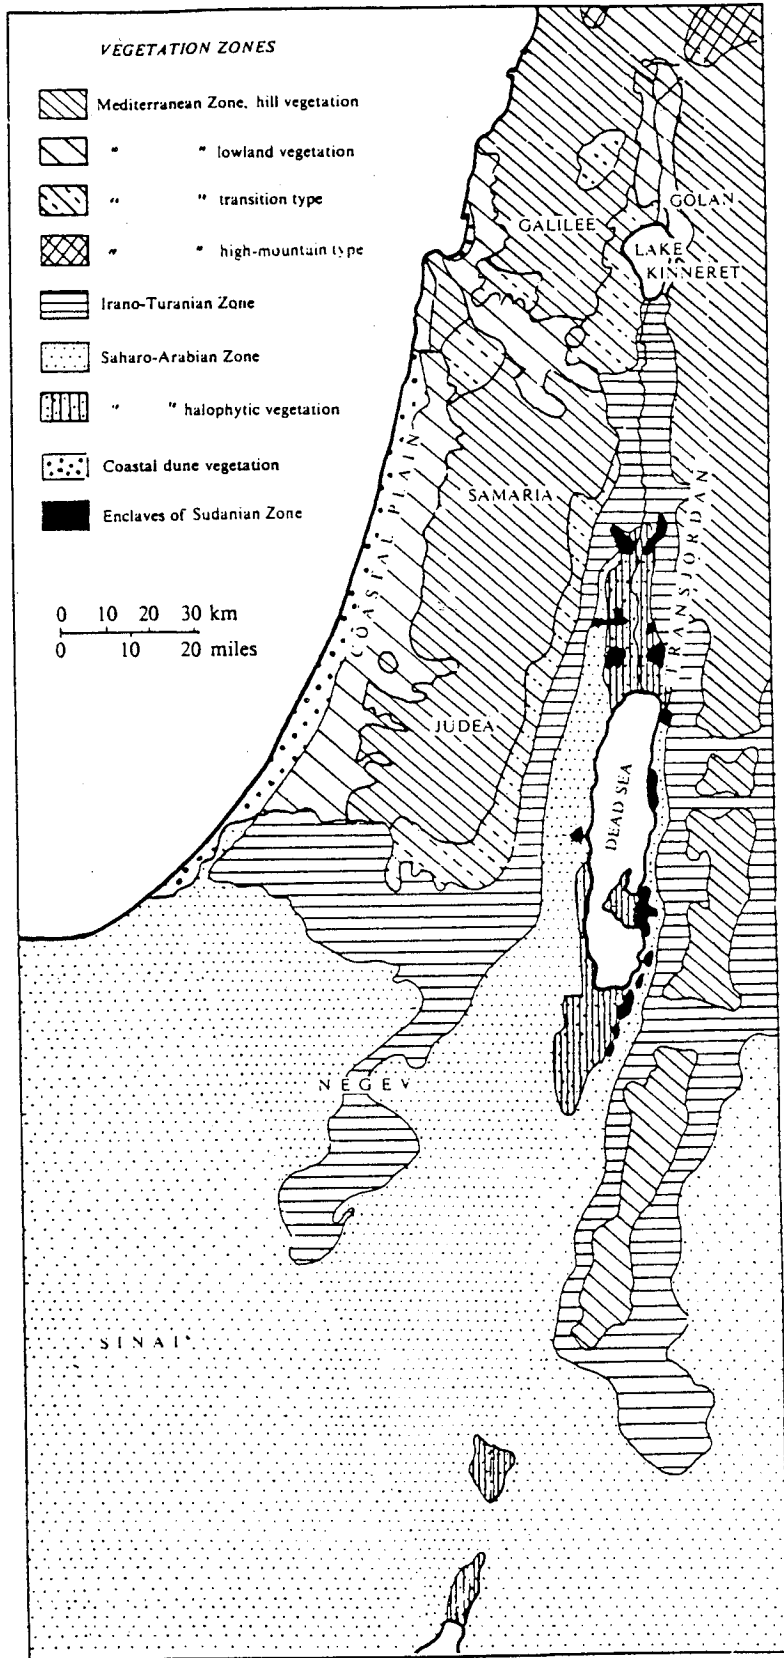 VEGETATION ZONES
Mediterranean Zone, hill vegetation
" " lowland vegetation
" " transition type
" " high-mountain type
Irano-Turanian Zone
Saharo-Arabian Zone
" " halophytic vegetation
Coastal dune vegetation
Enclaves of Sudanian Zone
0 10 20 30 km
0 10 20 miles
GOLAN
GALILEE
LAKE
KINNERET
COASTAL PLAIN
SAMARIA
TRANSJORDAN
JUDEA
DEAD SEA
NEGEV
SINAI